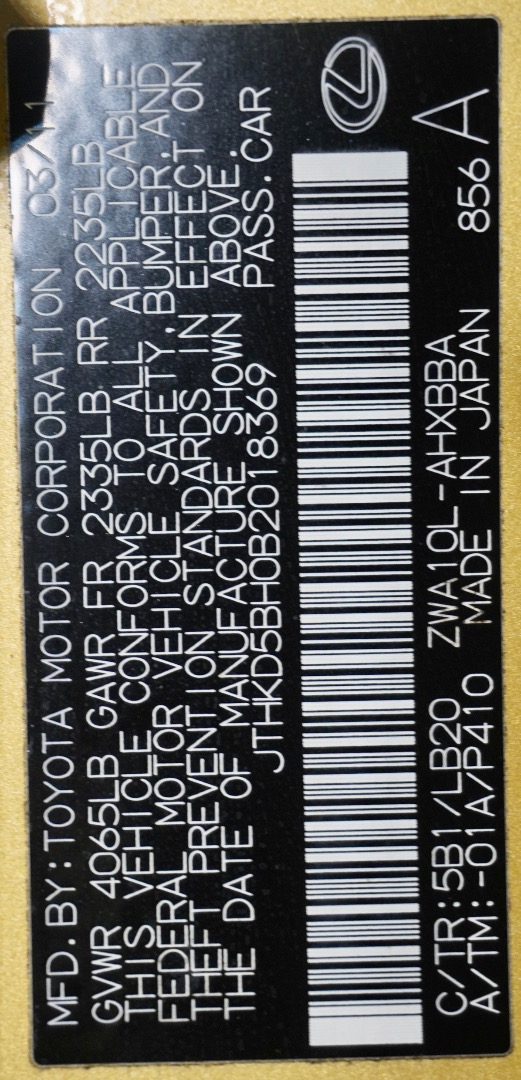 MFD.BY:TOYOTA MOTOR CORPORATION 03/11
GVWR 4065LB GAWR FR 2335LB RR 2235LB
THIS VEHICLE CONFORMS TO ALL APPLICABLE
FEDERAL MOTOR VEHICLE SAFETY,BUMPER,AND
THEFT PREVENTION STANDARDS IN EFFECT ON
THE DATE OF MANUFACTURE SHOWN ABOVE.
JTHKD5BH0B2018369 PASS.CAR
C/TR:5B1/LB20 ZWA10L-AHXBBA 856 A
A/TM:-01A/P410 MADE IN JAPAN